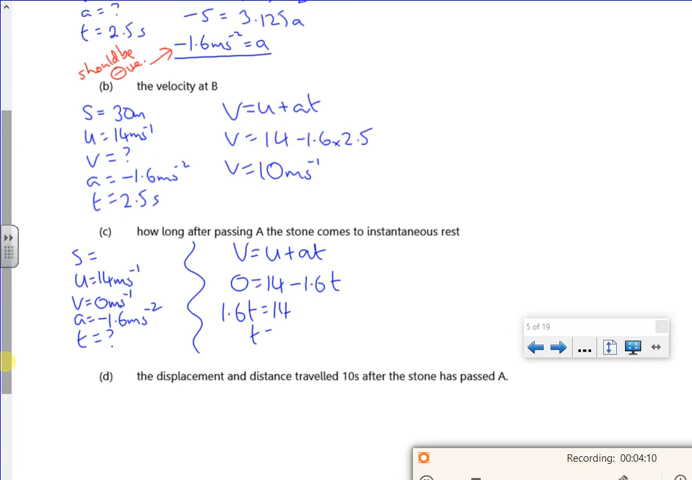 a = ?
t = 2.5s
-5 = 3.125a
-1.6ms⁻² = a
should be
⊖ve.
(b) the velocity at B
S = 30m
u = 14ms⁻¹
V = ?
a = -1.6ms⁻²
t = 2.5s
V = u + at
V = 14 - 1.6 x 2.5
V = 10ms⁻¹
(c) how long after passing A the stone comes to instantaneous rest
S =
u = 14ms⁻¹
V = 0ms⁻¹
a = -1.6ms⁻²
t = ?
V = u + at
0 = 14 - 1.6t
1.6t = 14
t -
5 of 19
(d) the displacement and distance travelled 10s after the stone has passed A.
Recording: 00:04:10